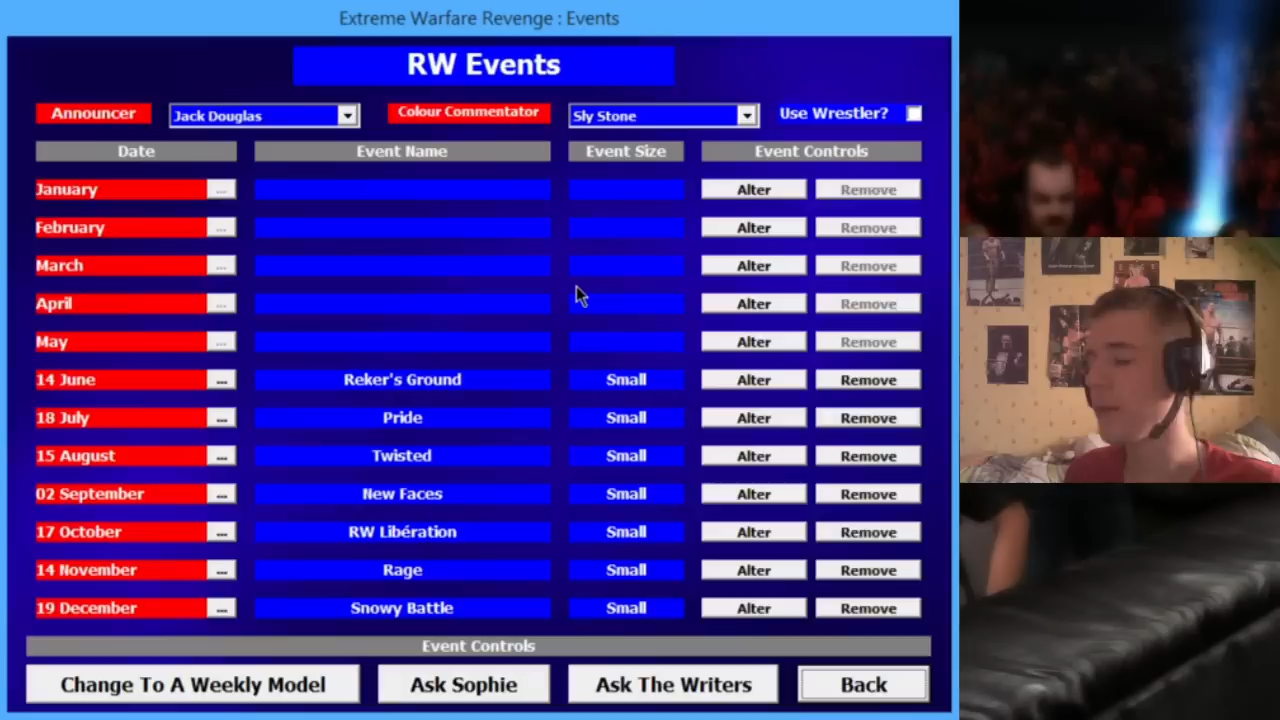 Extreme Warfare Revenge : Events
RW Events
Announcer Jack Douglas Colour Commentator Sly Stone Use Wrestler?
Date Event Name Event Size Event Controls
January ... Alter Remove
February ... Alter Remove
March ... Alter Remove
April ... Alter Remove
May ... Alter Remove
14 June ... Reker's Ground Small Alter Remove
18 July ... Pride Small Alter Remove
15 August ... Twisted Small Alter Remove
02 September ... New Faces Small Alter Remove
17 October ... RW Libération Small Alter Remove
14 November ... Rage Small Alter Remove
19 December ... Snowy Battle Small Alter Remove
Event Controls
Change To A Weekly Model Ask Sophie Ask The Writers Back